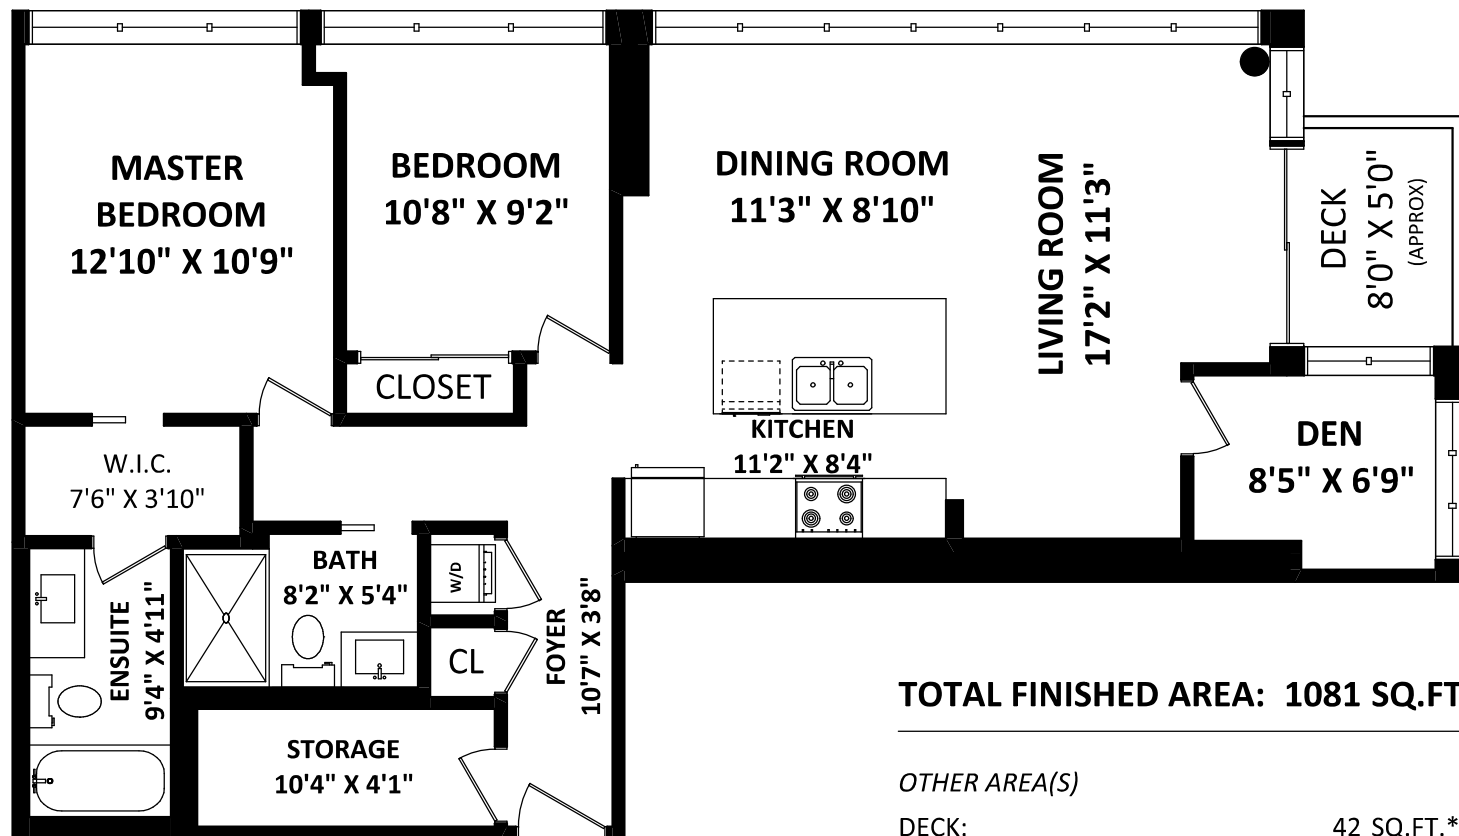 MASTER
BEDROOM
12'10" X 10'9"
BEDROOM
10'8" X 9'2"
DINING ROOM
11'3" X 8'10"
LIVING ROOM
17'2" X 11'3"
DECK
8'0" X 5'0"
(APPROX)
CLOSET
KITCHEN
11'2" X 8'4"
DEN
8'5" X 6'9"
W.I.C.
7'6" X 3'10"
BATH
8'2" X 5'4"
W/D
ENSUITE
9'4" X 4'11"
FOYER
10'7" X 3'8"
CL
STORAGE
10'4" X 4'1"
TOTAL FINISHED AREA: 1081 SQ.FT
OTHER AREA(S)
DECK: 42 SQ.FT.*